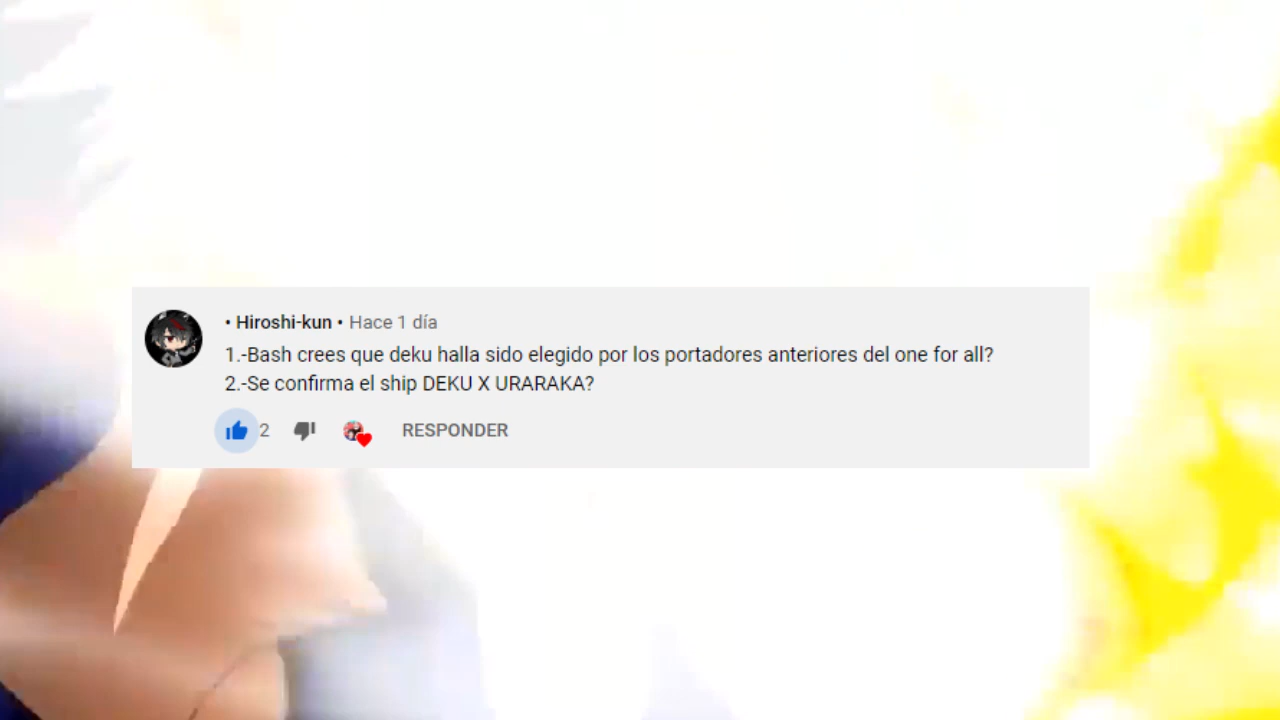 • Hiroshi-kun • Hace 1 día
1.-Bash crees que deku halla sido elegido por los portadores anteriores del one for all?
2.-Se confirma el ship DEKU X URARAKA?
2 RESPONDER